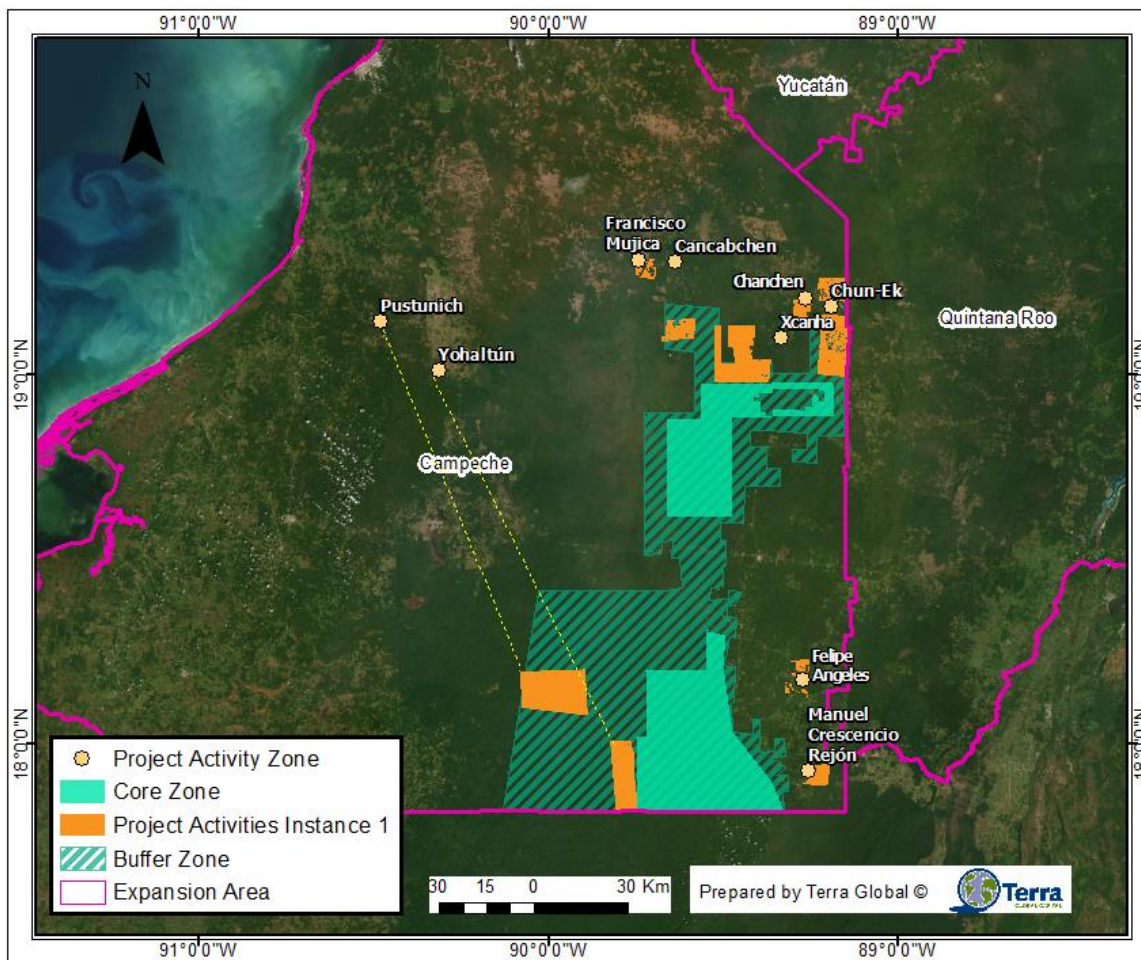 91°0'0"W
90°0'0"W
89°0'0"W
N
Yucatán
Francisco
Mujica
Cancabchen
Chanchen
Chun-Ek
Pustunich
Xcanha
Quintana Roo
Yohaltún
19°0'0"N
19°0'0"N
Campeche
Felipe
Angeles
Manuel
Crescencio
Rejón
18°0'0"N
18°0'0"N
Project Activity Zone
Core Zone
Project Activities Instance 1
Buffer Zone
Expansion Area
30 15 0 30 Km
Prepared by Terra Global ©
Terra
GLOBAL CAPITAL
91°0'0"W
90°0'0"W
89°0'0"W